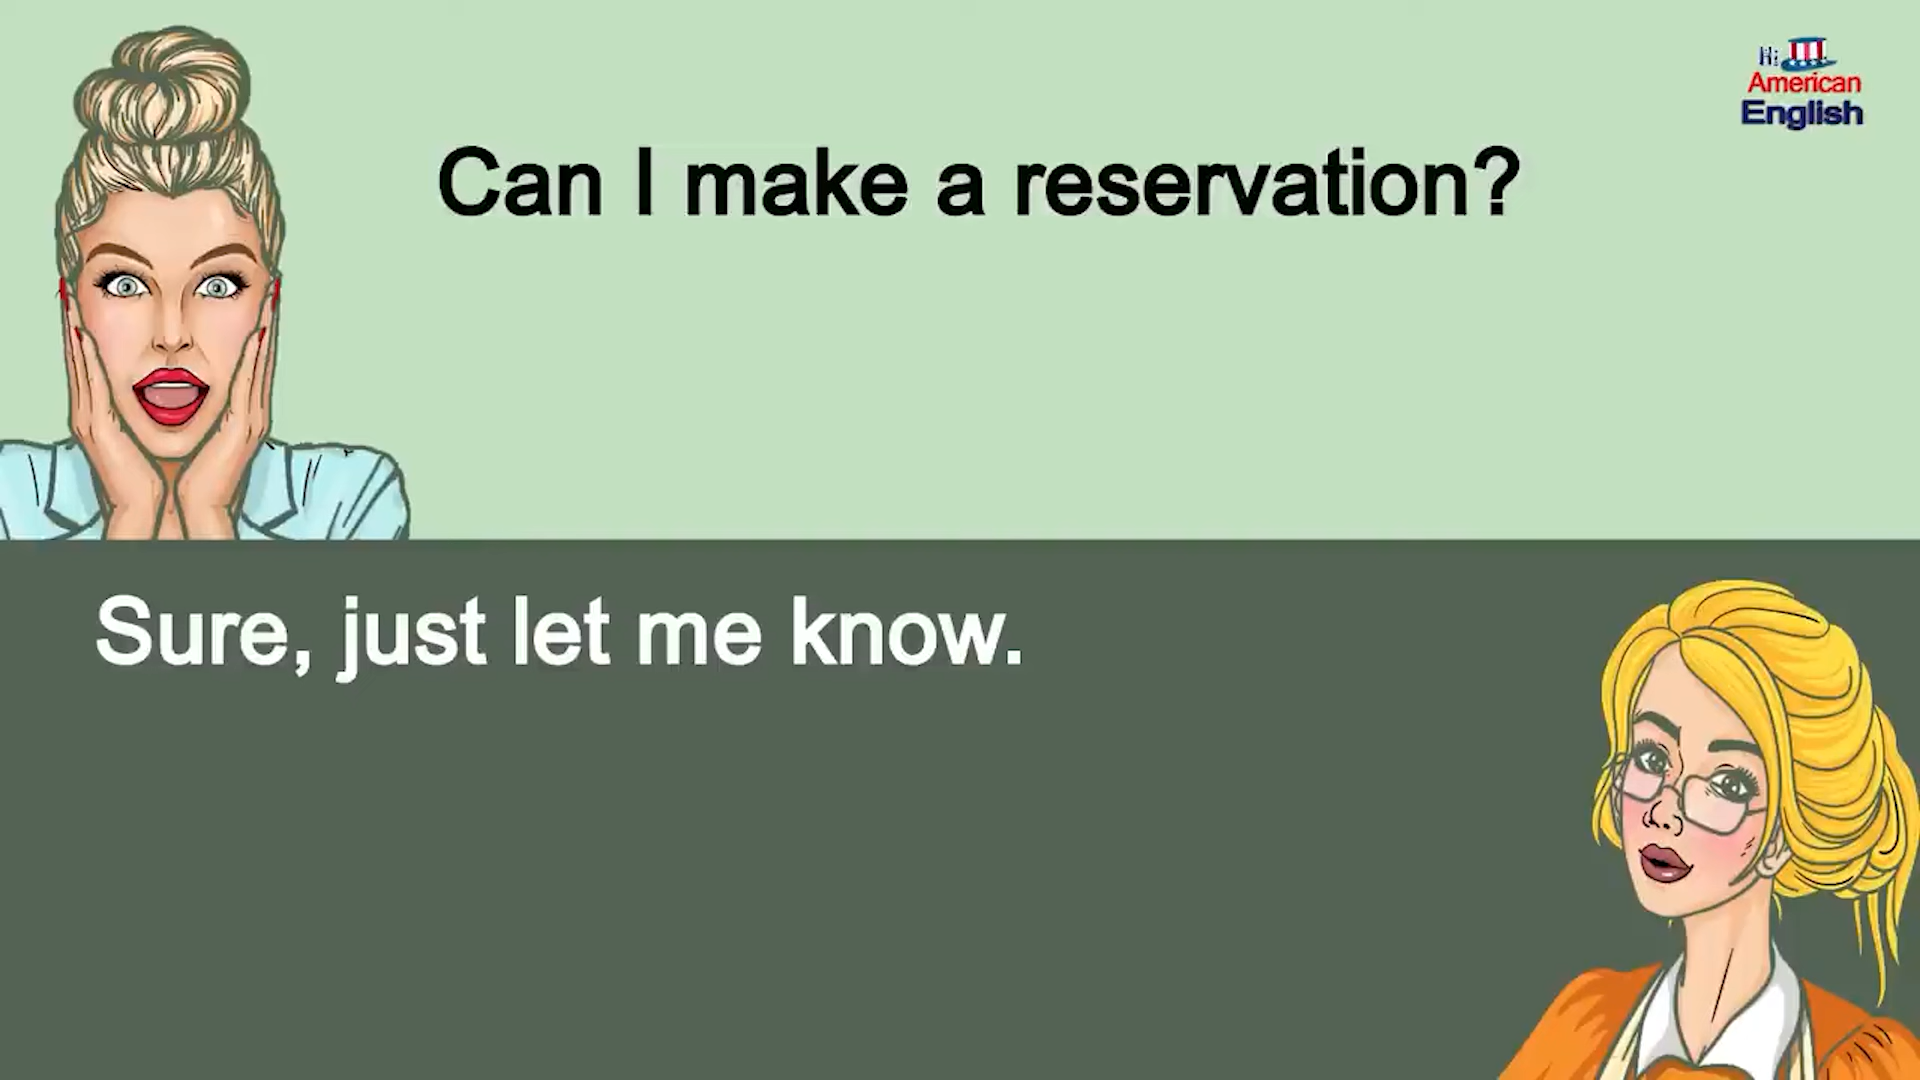 Hi
American
English
Can I make a reservation?
Sure, just let me know.